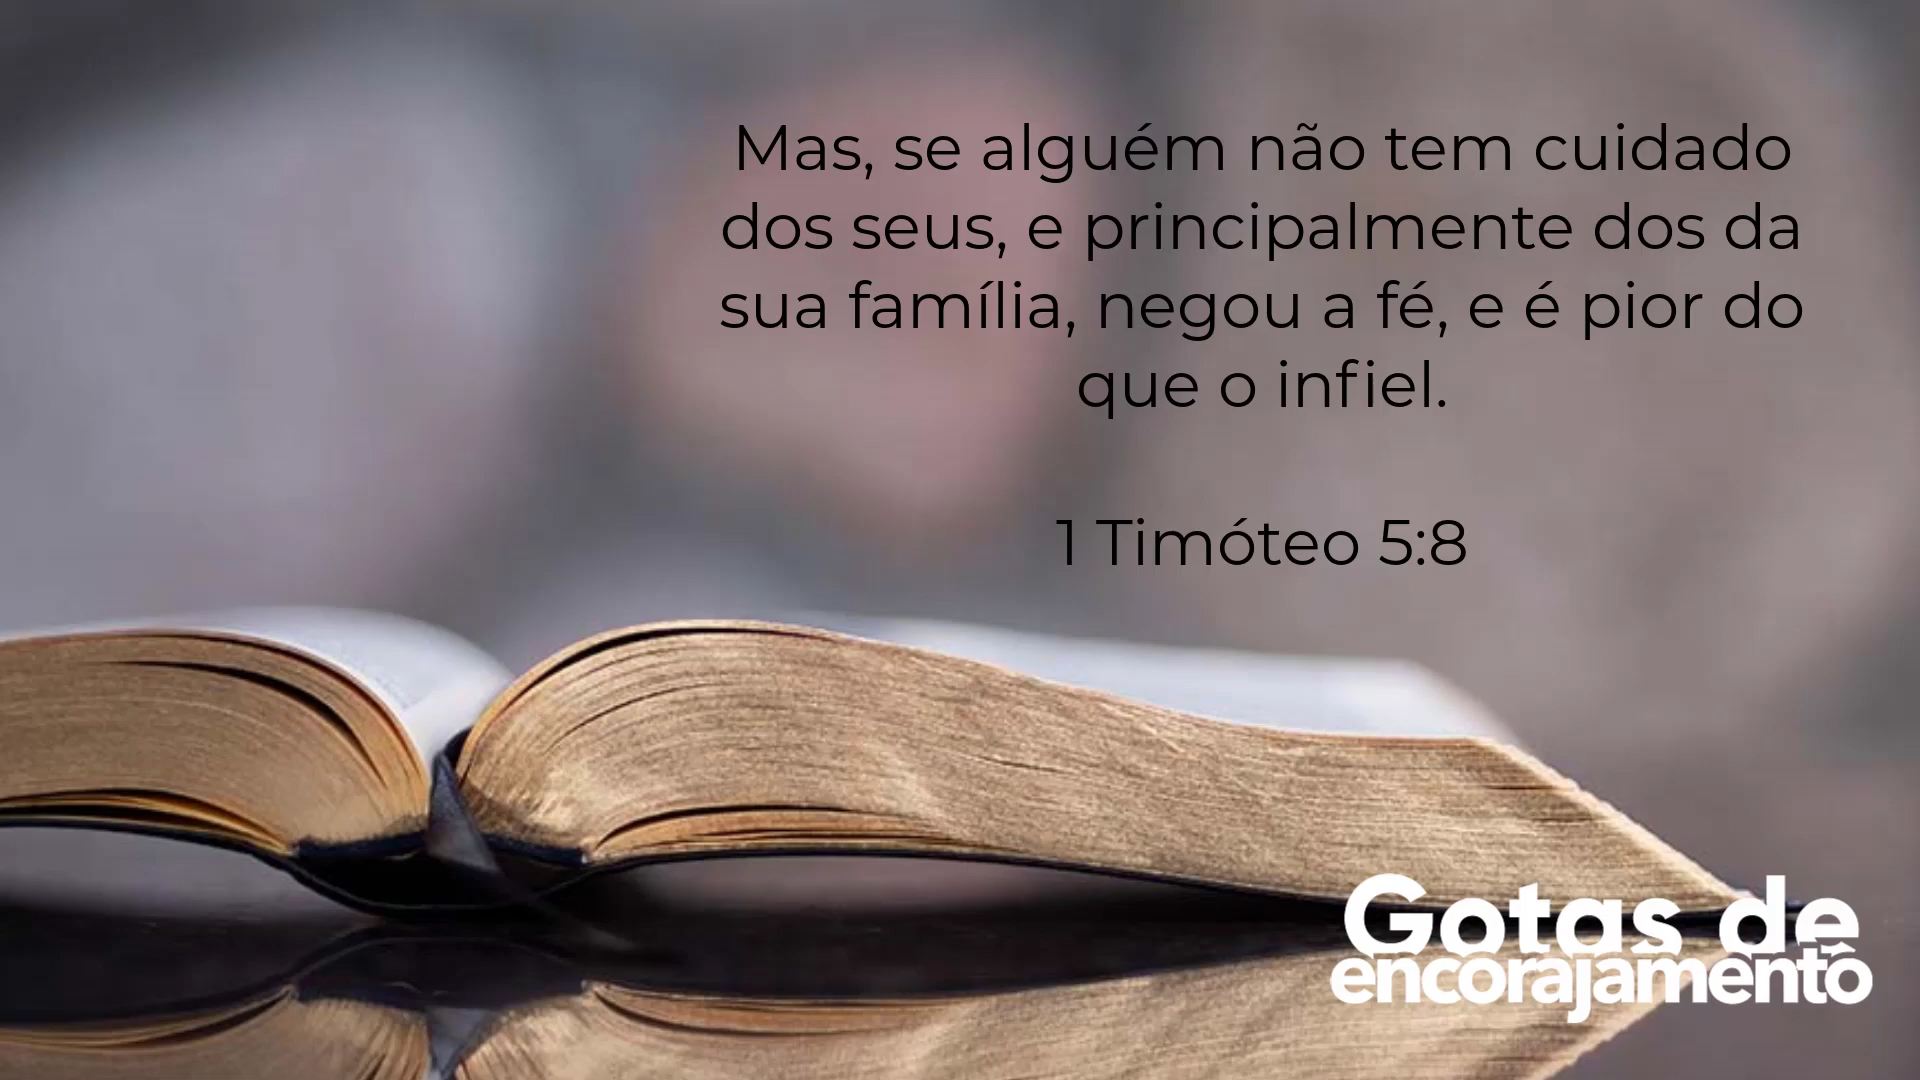 Mas, se alguém não tem cuidado
dos seus, e principalmente dos da
sua família, negou a fé, e é pior do
que o infiel.
1 Timóteo 5:8
Gotas de
encorajamento